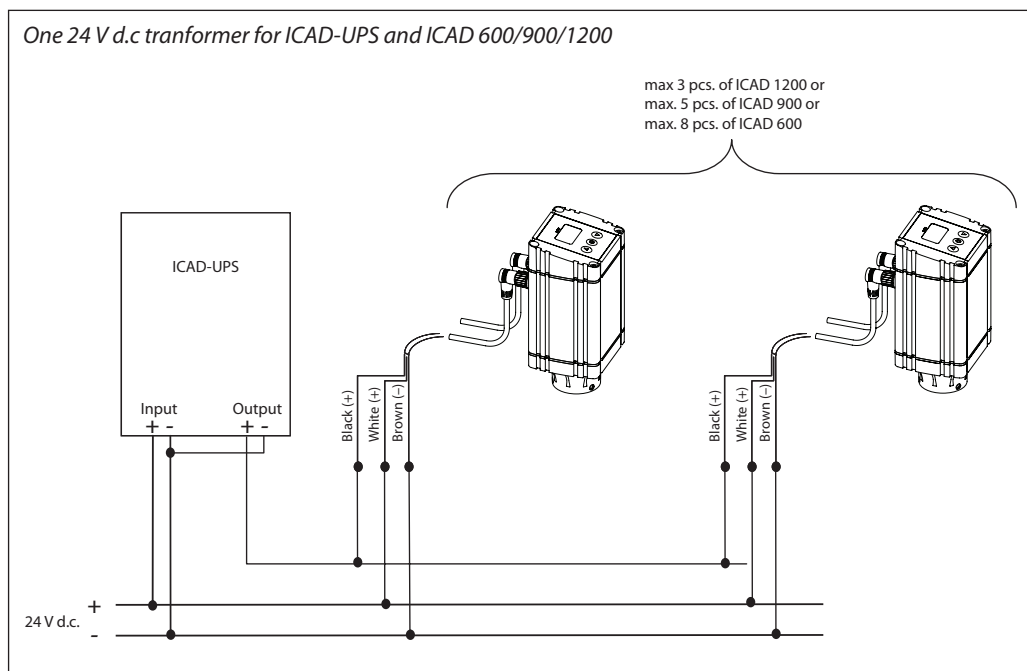 One 24 V d.c tranformer for ICAD-UPS and ICAD 600/900/1200
max 3 pcs. of ICAD 1200 or
max. 5 pcs. of ICAD 900 or
max. 8 pcs. of ICAD 600
ICAD-UPS
Input Output
+ - + -
Black (+)
White (+)
Brown (–)
Black (+)
White (+)
Brown (–)
+
24 V d.c.
-